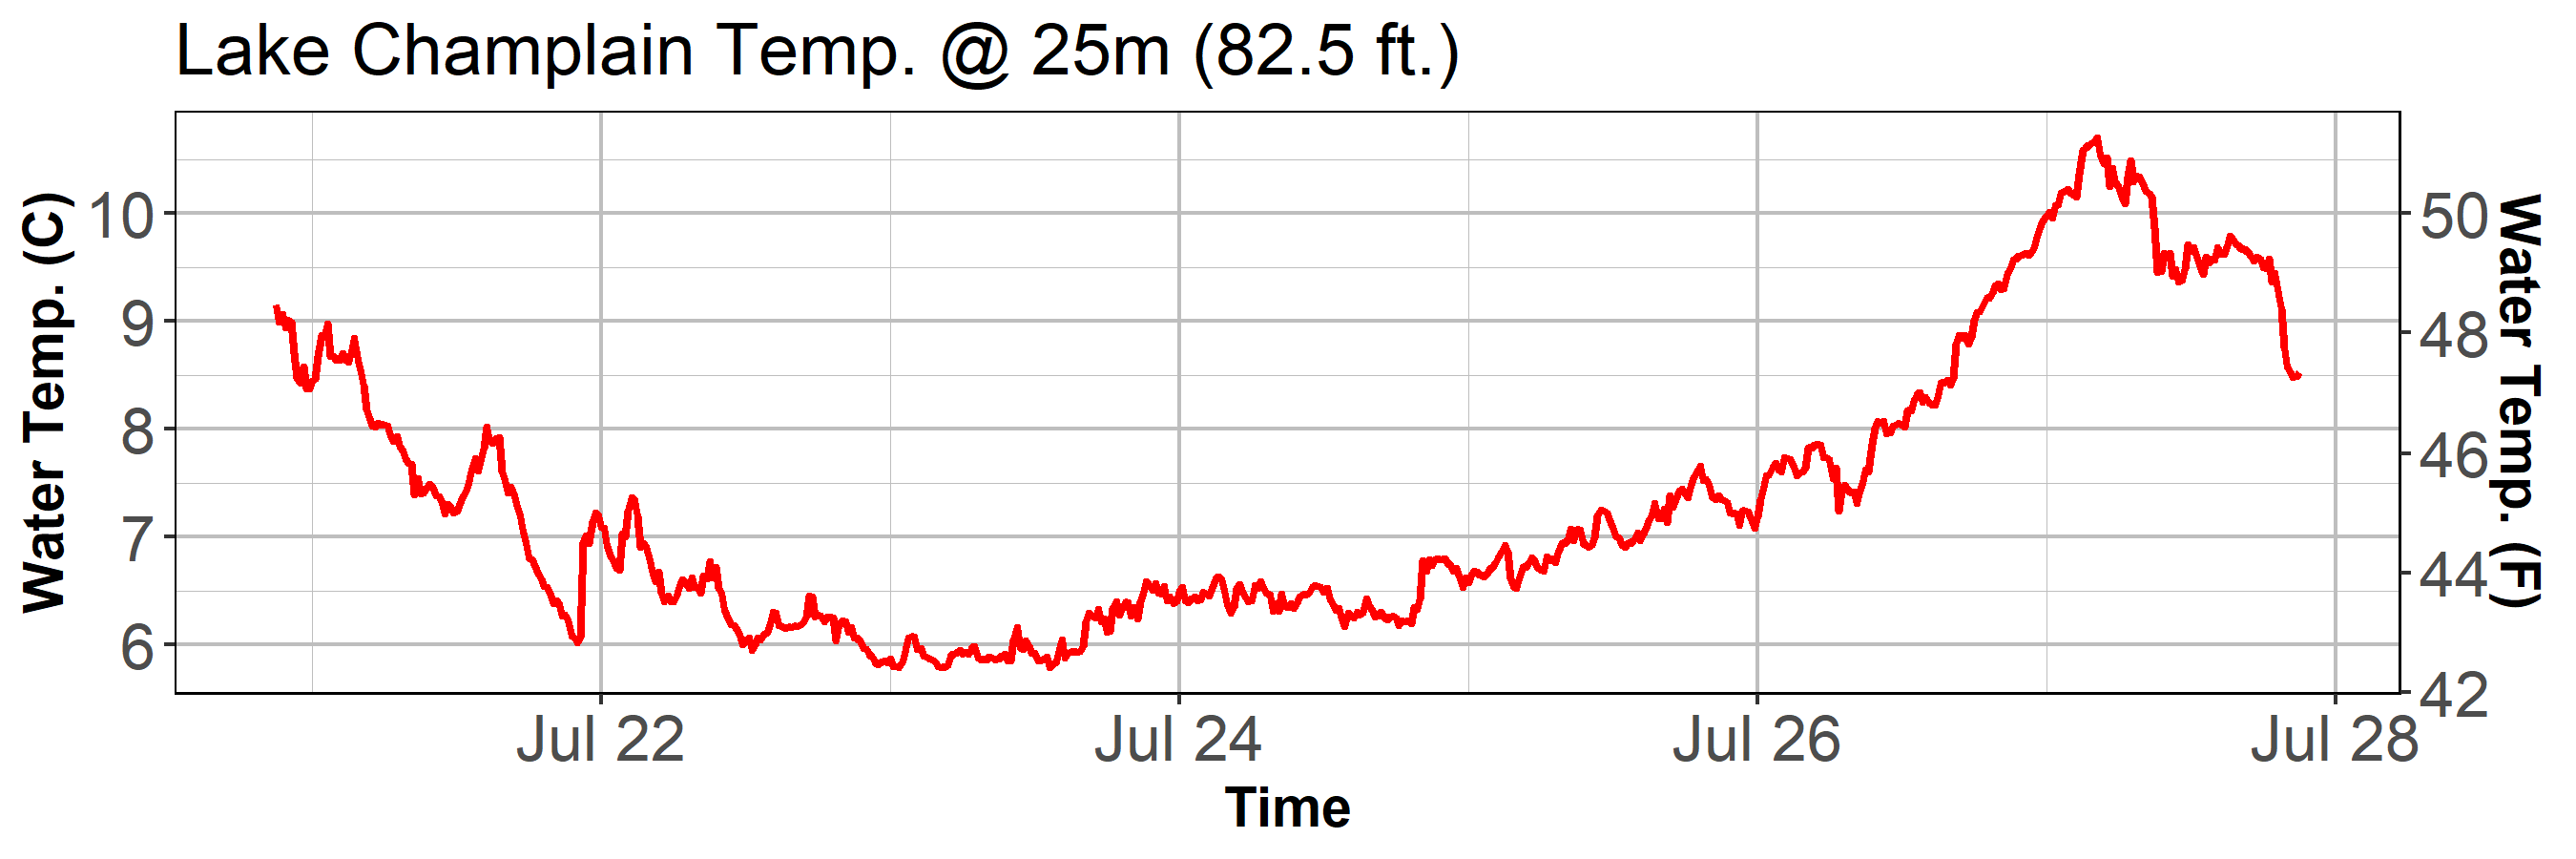 Lake Champlain Temp. @ 25m (82.5 ft.)
Water Temp. (C)
10
9
8
7
6
50
48
46
44
42
Water Temp. (F)
Jul 22
Jul 24
Jul 26
Jul 28
Time